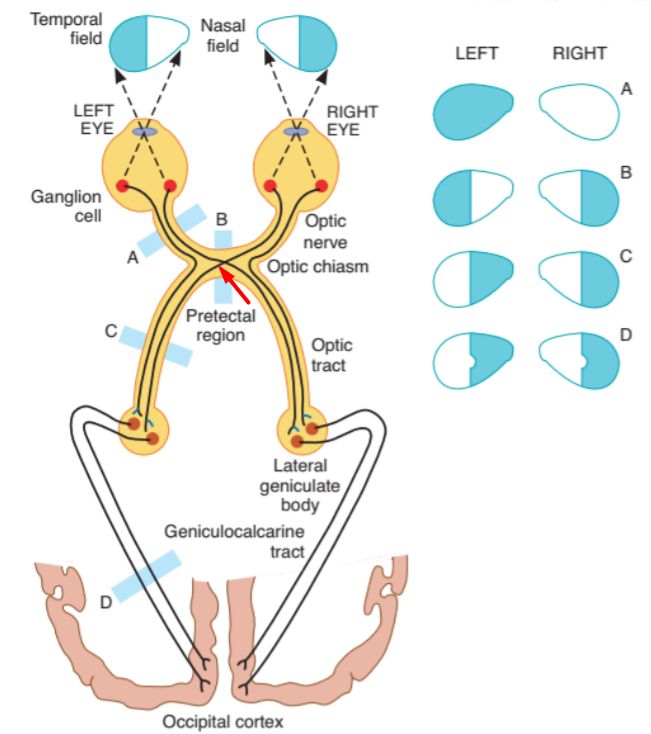 Temporal
field
Nasal
field
LEFT
EYE
RIGHT
EYE
Ganglion
cell
A
B
Optic
nerve
Optic chiasm
Pretectal
region
C
Optic
tract
Lateral
geniculate
body
Geniculocalcarine
tract
D
Occipital cortex
LEFT RIGHT
A
B
C
D